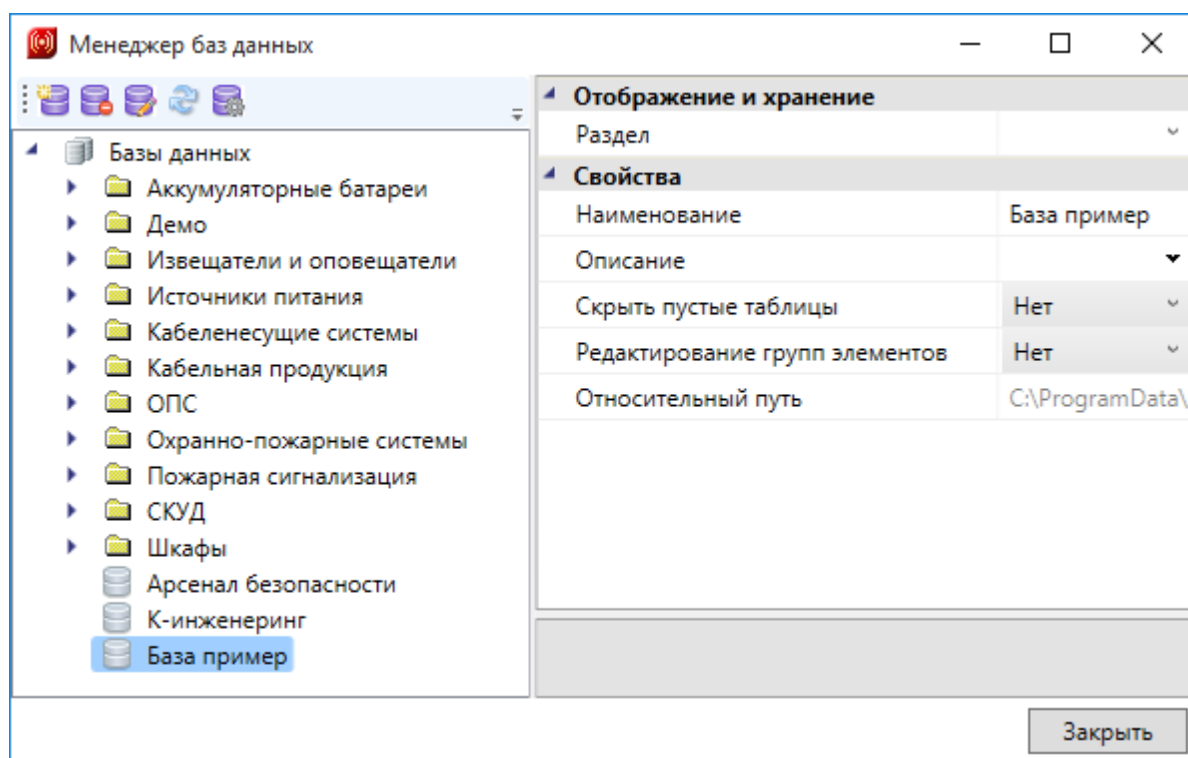 Менеджер баз данных
Базы данных
Аккумуляторные батареи
Демо
Извещатели и оповещатели
Источники питания
Кабеленесущие системы
Кабельная продукция
ОПС
Охранно-пожарные системы
Пожарная сигнализация
СКУД
Шкафы
Арсенал безопасности
К-инженеринг
База пример
Отображение и хранение
Раздел
Свойства
Наименование База пример
Описание
Скрыть пустые таблицы Нет
Редактирование групп элементов Нет
Относительный путь C:\ProgramData\
Закрыть